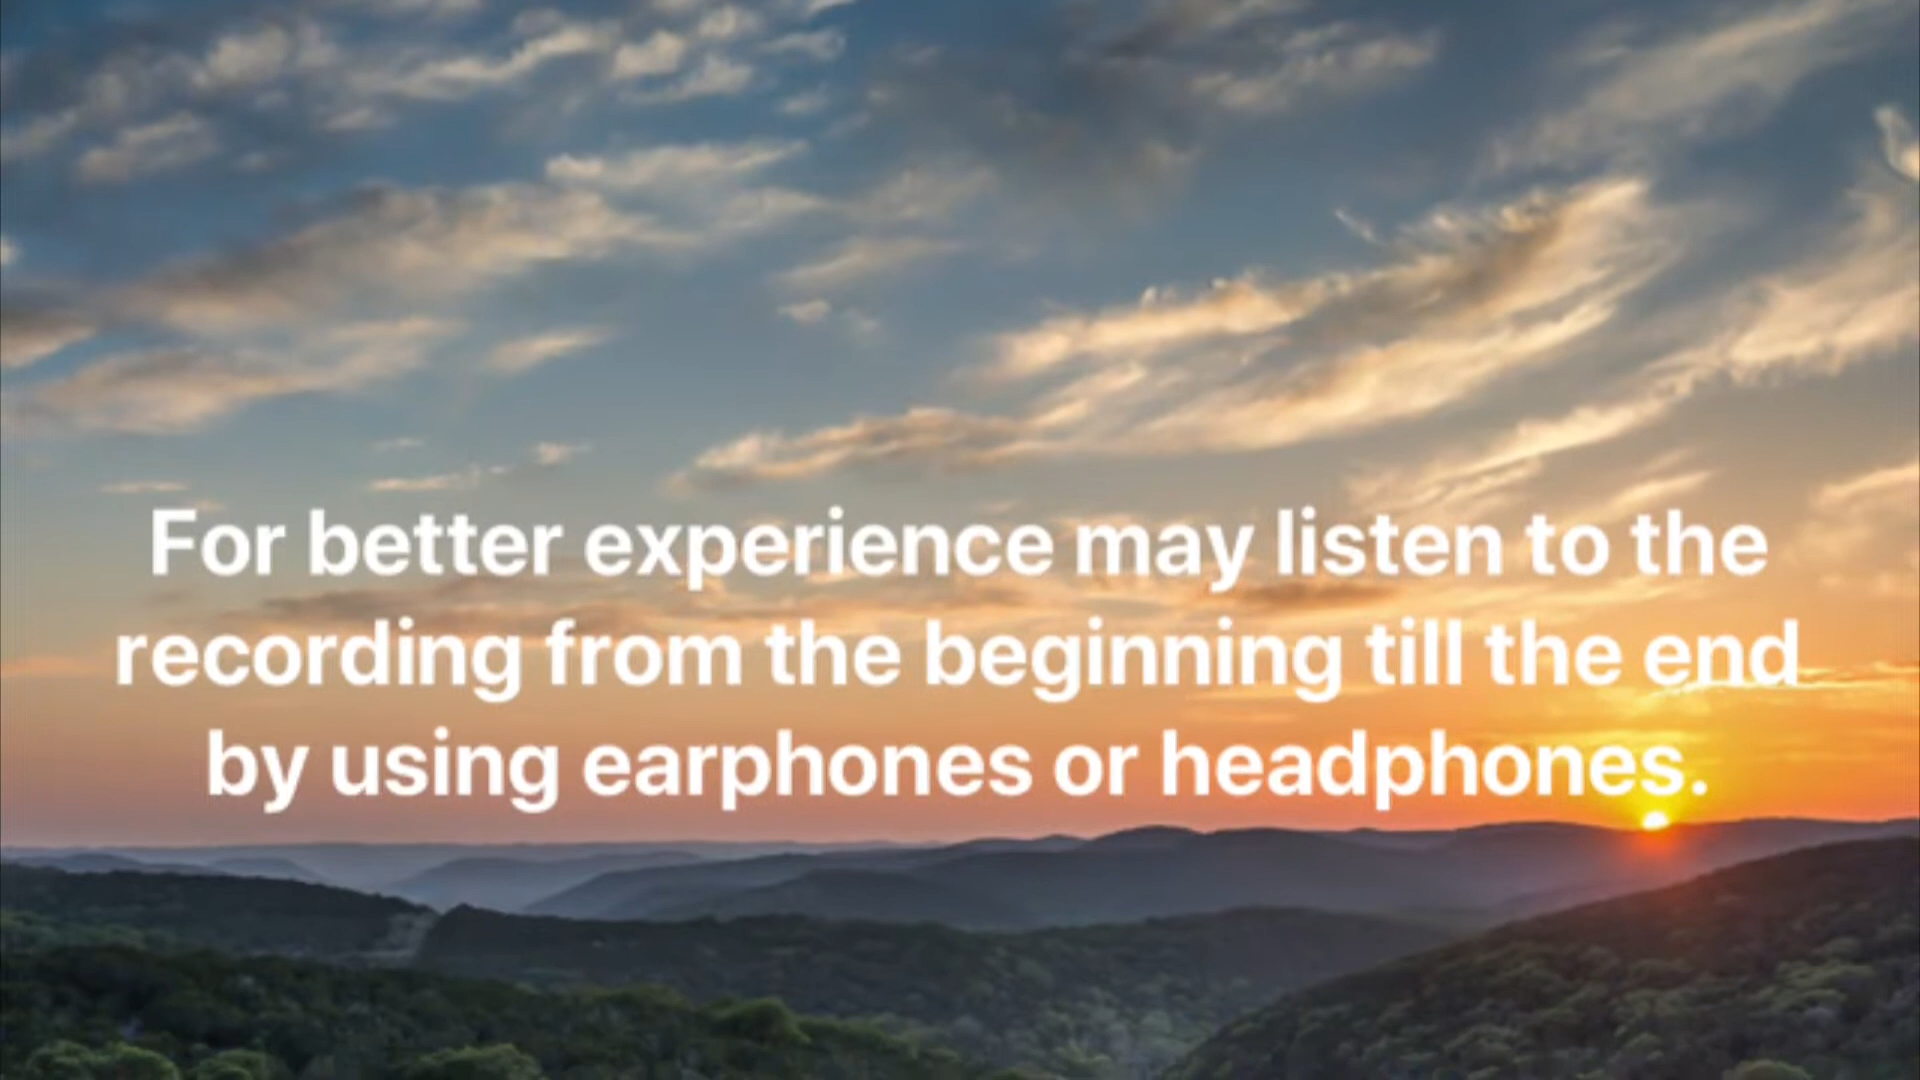 For better experience may listen to the
recording from the beginning till the end
by using earphones or headphones.